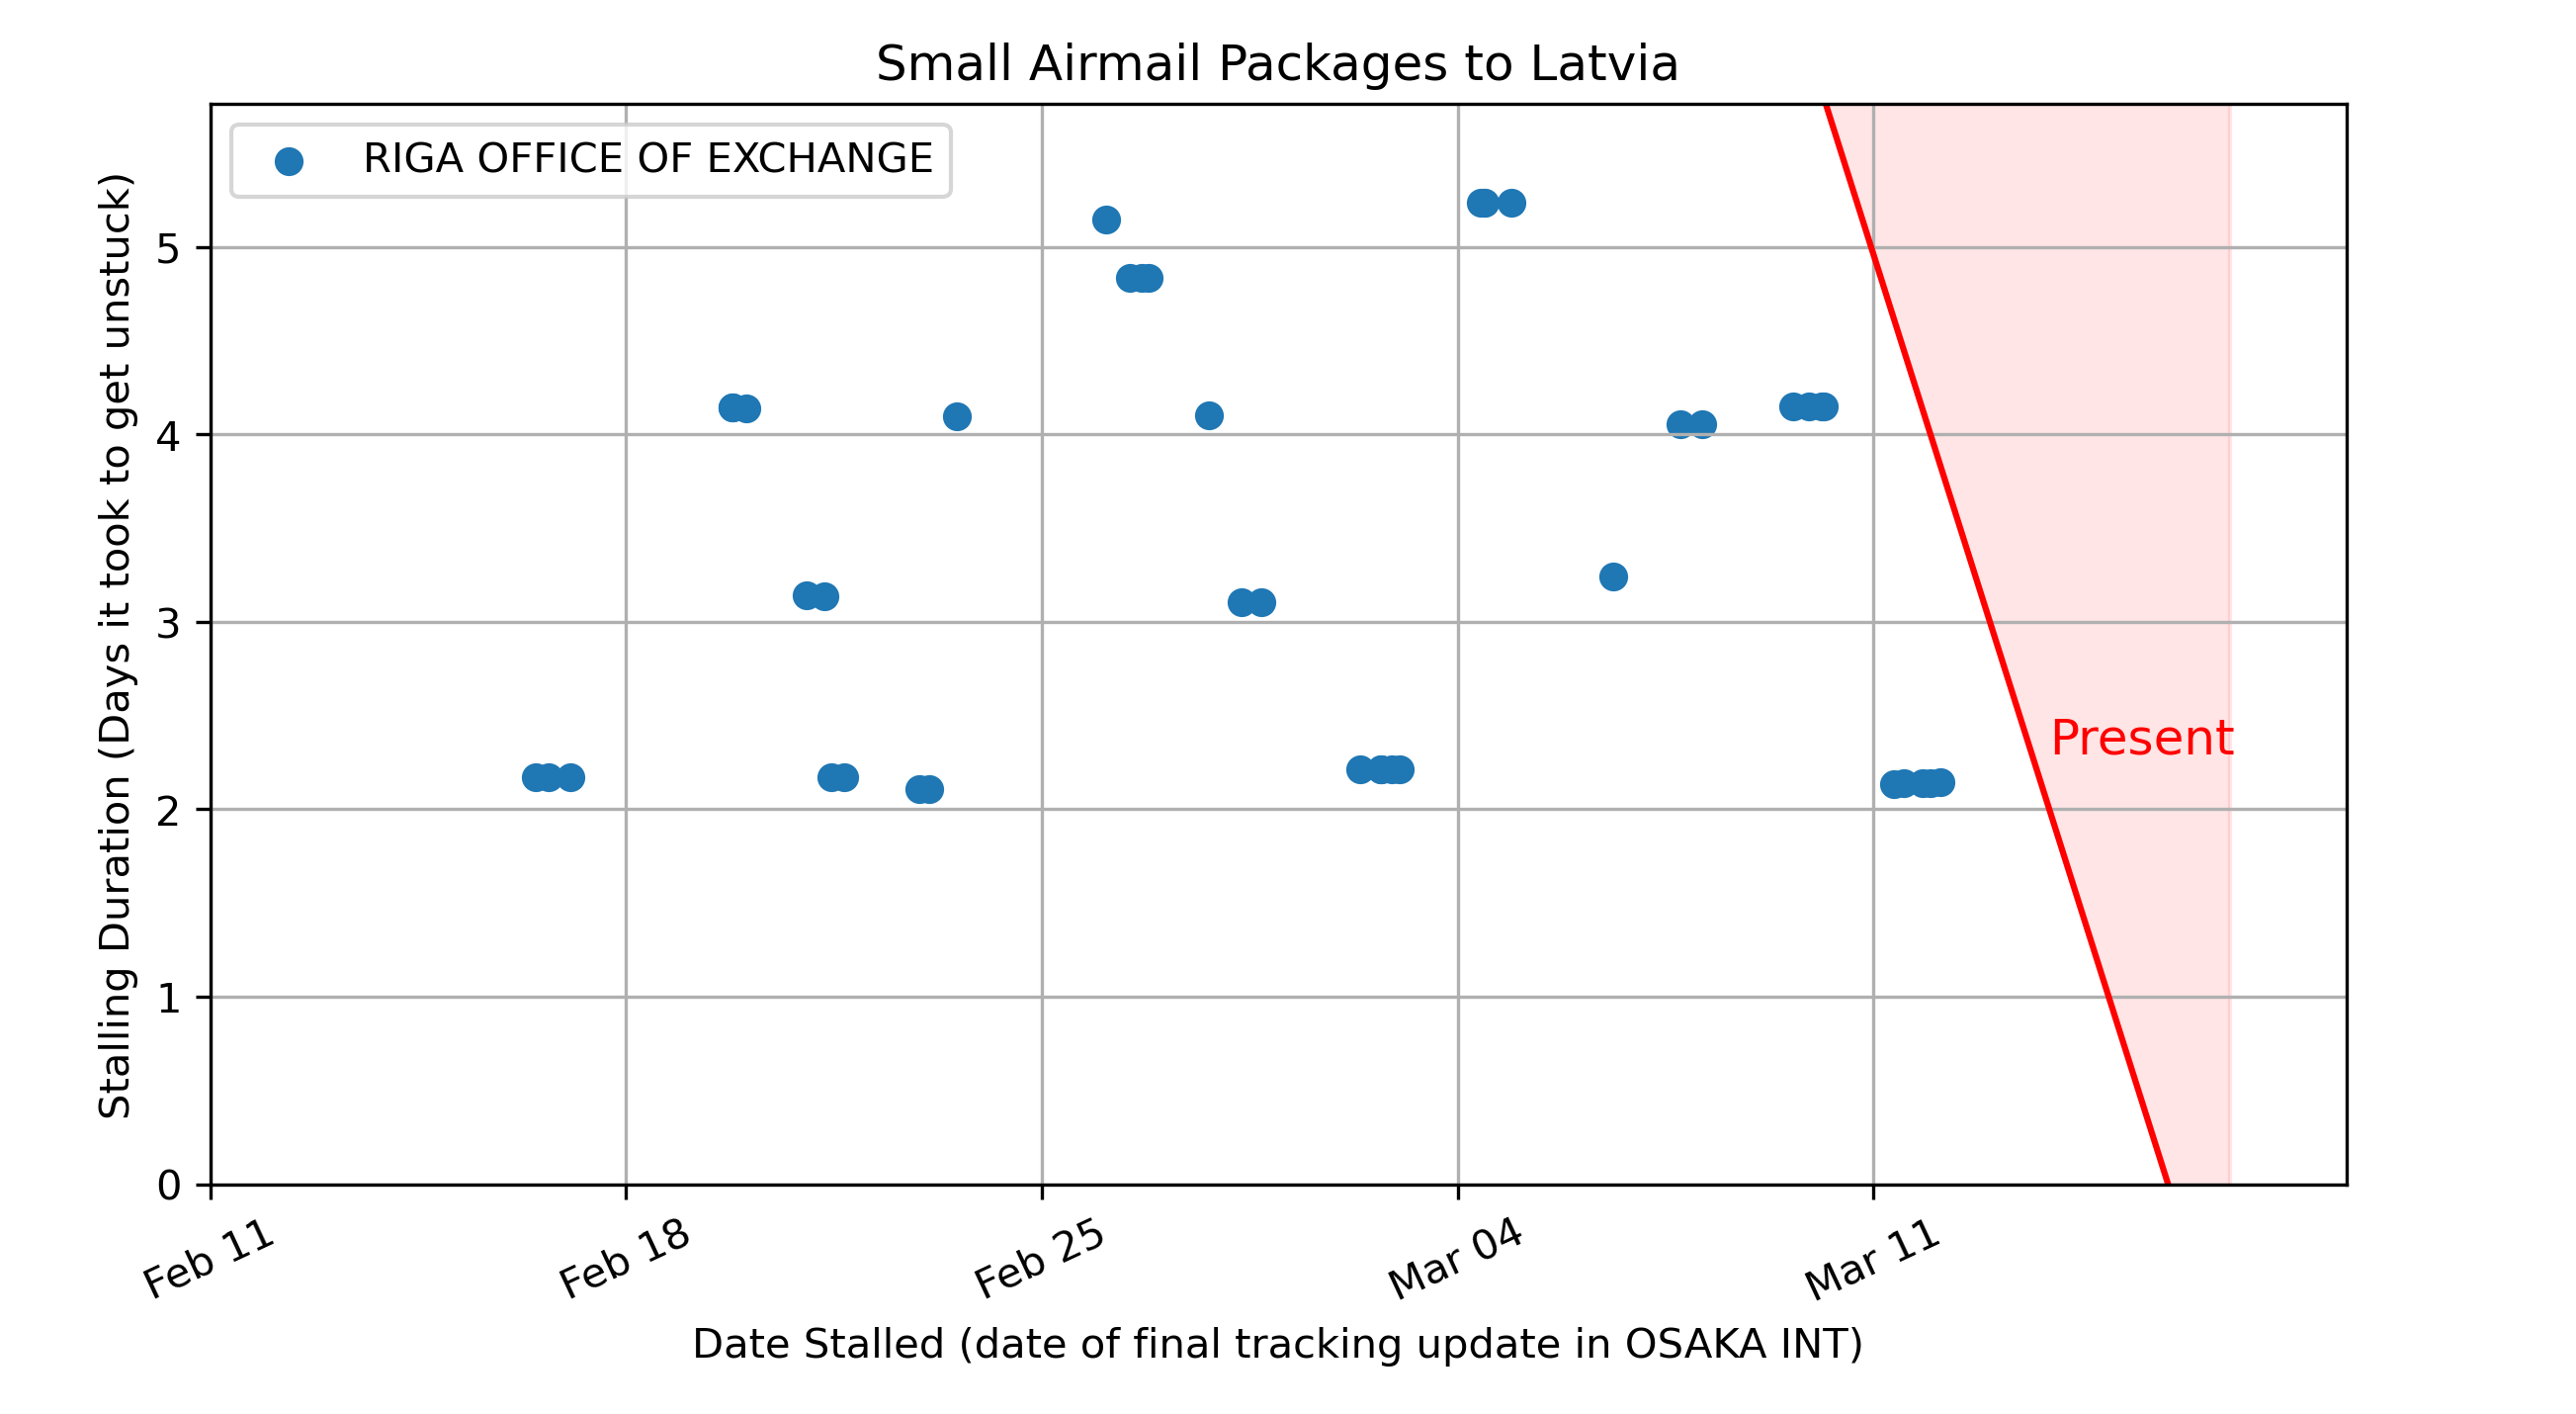 Small Airmail Packages to Latvia
RIGA OFFICE OF EXCHANGE
Stalling Duration (Days it took to get unstuck)
5
4
3
2
1
0
Present
Feb 11
Feb 18
Feb 25
Mar 04
Mar 11
Date Stalled (date of final tracking update in OSAKA INT)